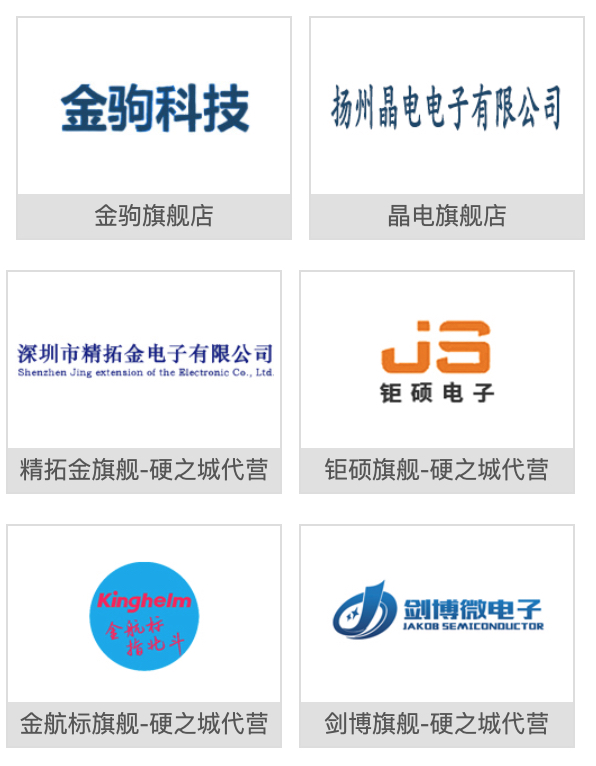 金驹科技
金驹旗舰店
扬州晶电电子有限公司
晶电旗舰店
深圳市精拓金电子有限公司
Shenzhen Jing extension of the Electronic Co., Ltd.
精拓金旗舰-硬之城代营
JS
钜硕电子
钜硕旗舰-硬之城代营
Kinghelm
金航标
指北斗
金航标旗舰-硬之城代营
剑博微电子
JAKOB SEMICONDUCTOR
剑博旗舰-硬之城代营